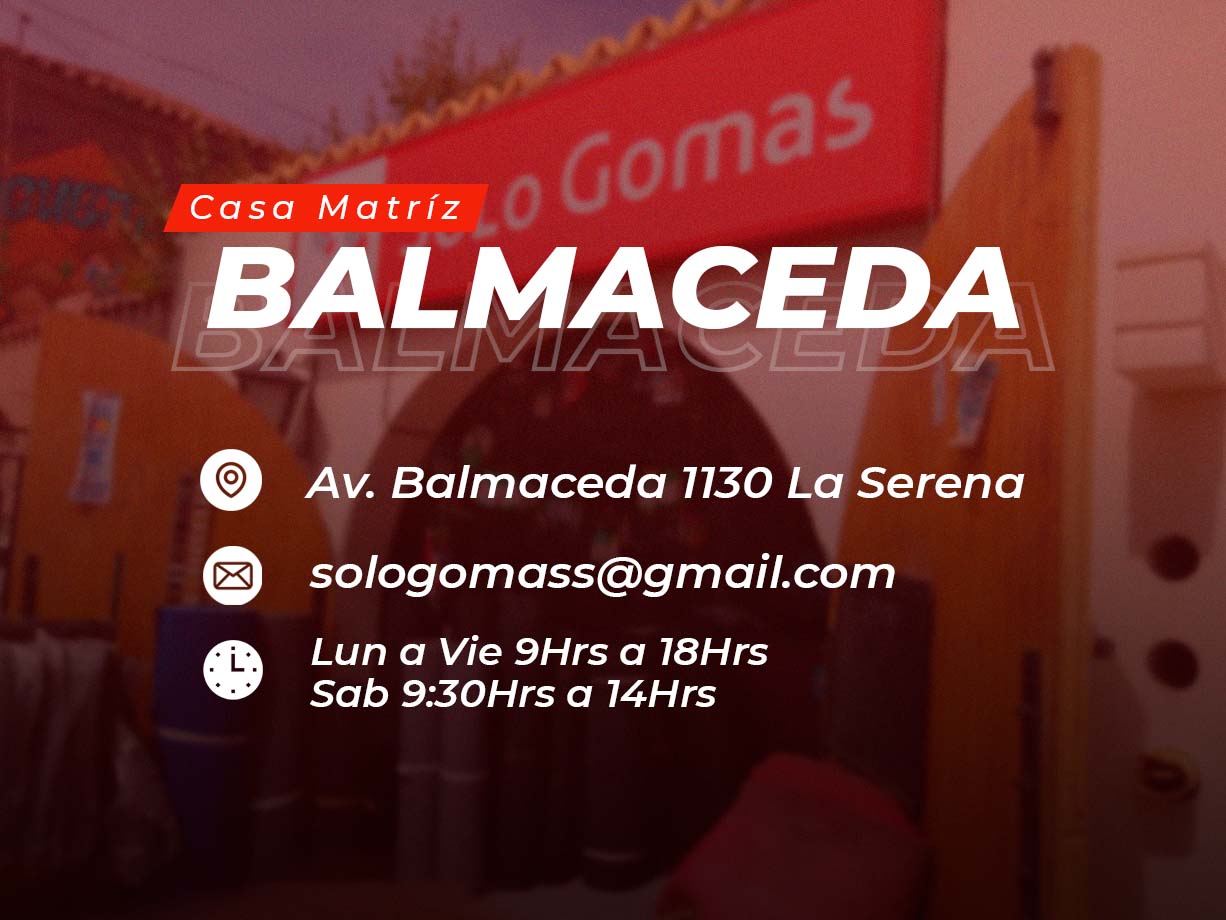 Solo Gomas
Casa Matríz
BALMACEDA
BALMACEDA
Av. Balmaceda 1130 La Serena
sologomass@gmail.com
Lun a Vie 9Hrs a 18Hrs
Sab 9:30Hrs a 14Hrs